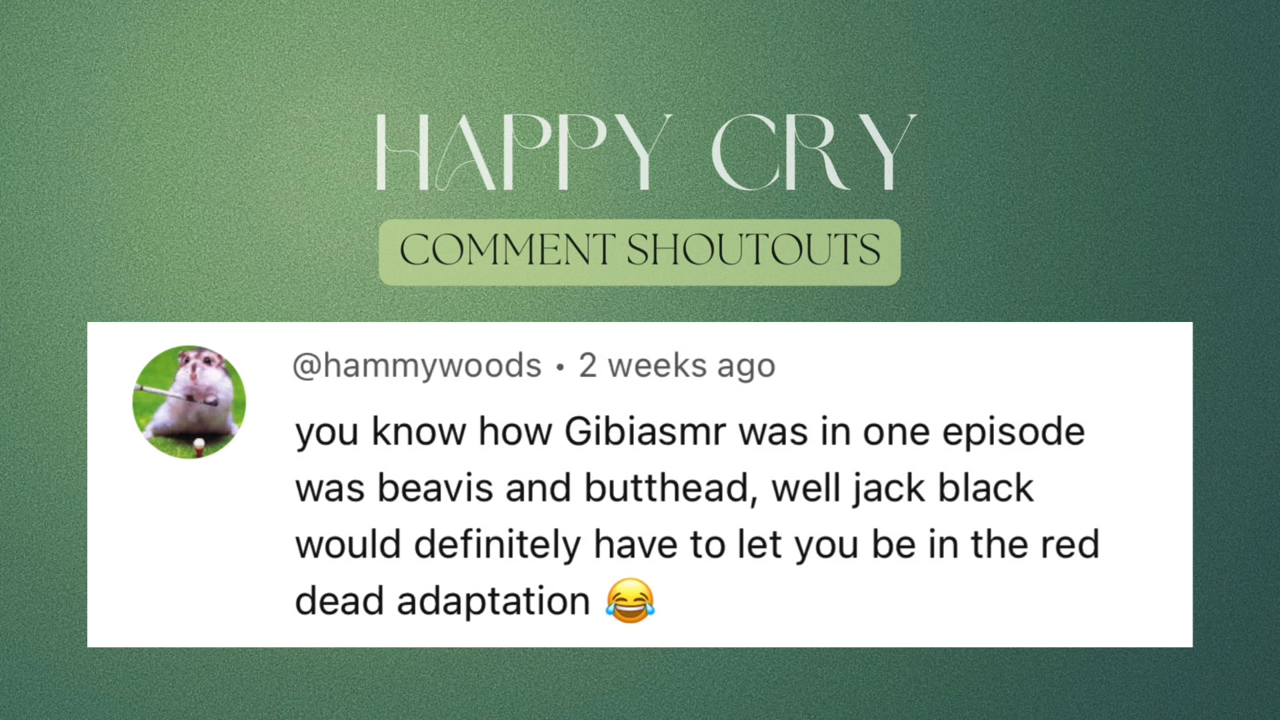 HAPPY CRY
COMMENT SHOUTOUTS
@hammywoods • 2 weeks ago
you know how Gibiasmr was in one episode
was beavis and butthead, well jack black
would definitely have to let you be in the red
dead adaptation 😂